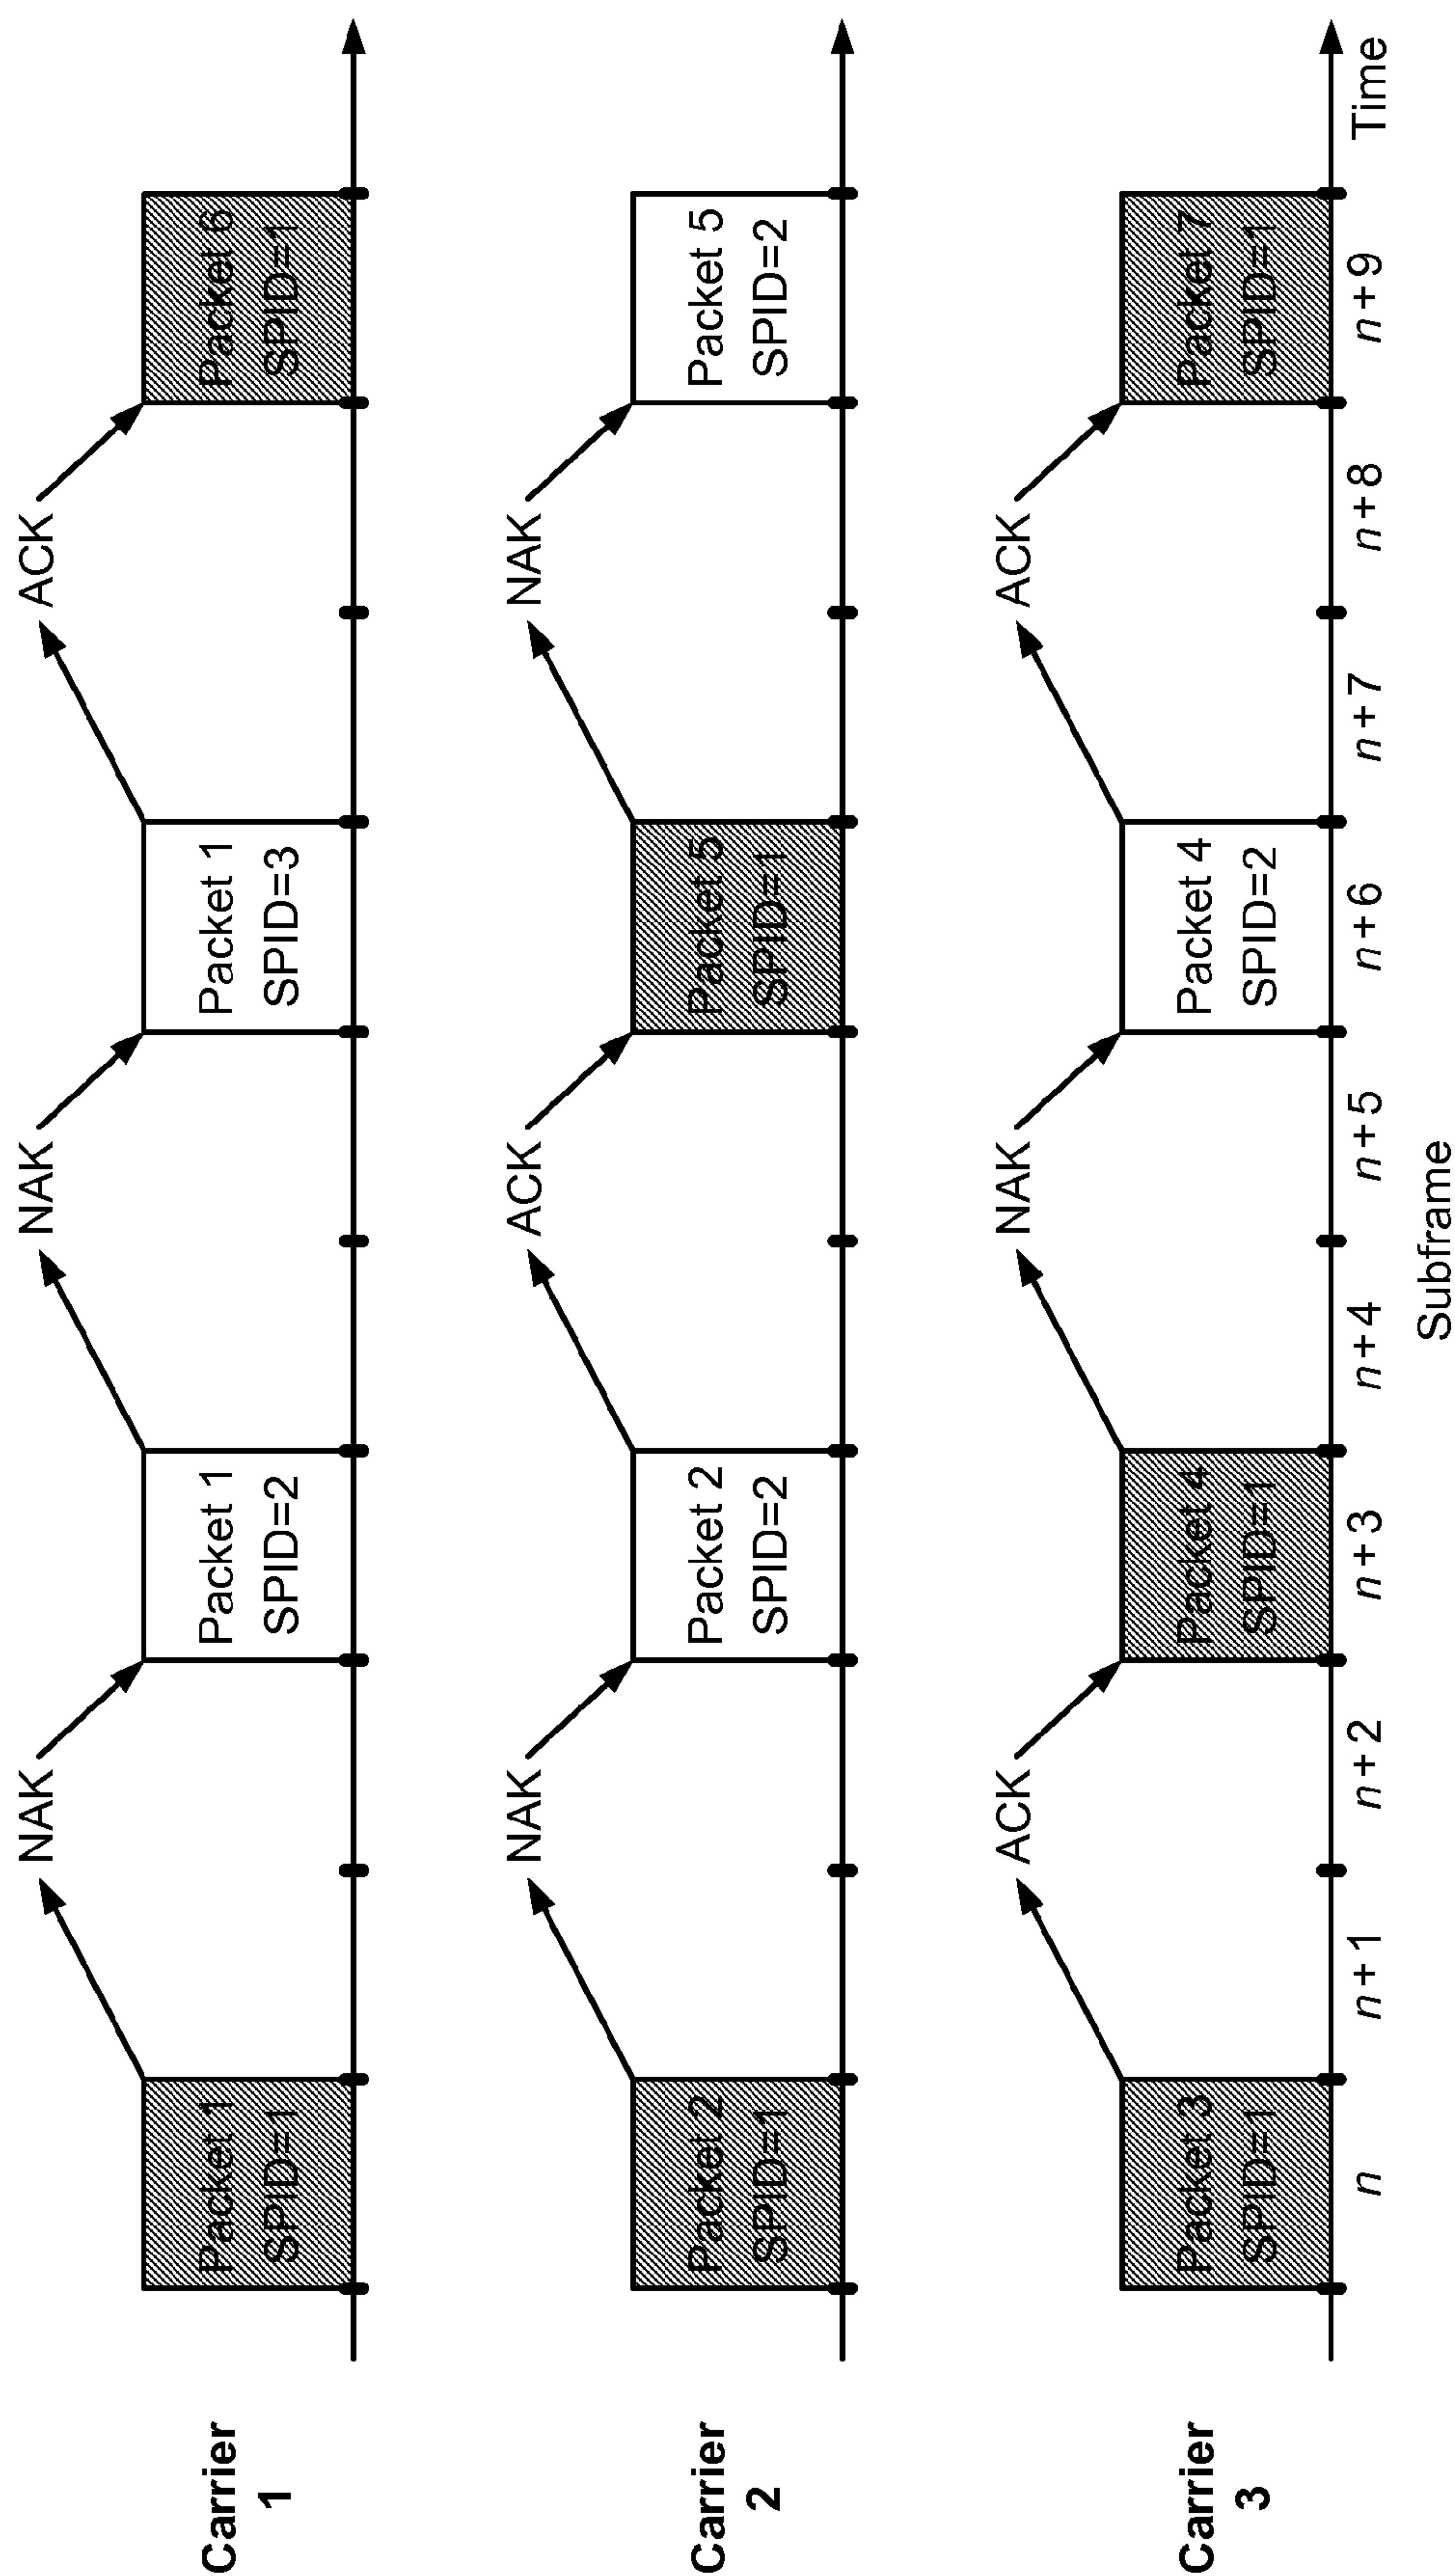 Carrier
1
NAK
NAK
ACK
Packet 1
SPID=1
Packet 1
SPID=2
Packet 1
SPID=3
Packet 6
SPID=1
Carrier
2
NAK
ACK
NAK
Packet 2
SPID=1
Packet 2
SPID=2
Packet 5
SPID=1
Packet 5
SPID=2
Carrier
3
ACK
NAK
ACK
Packet 3
SPID=1
Packet 4
SPID=1
Packet 4
SPID=2
Packet 7
SPID=1
n n+1 n+2 n+3 n+4 n+5 n+6 n+7 n+8 n+9 Time
Subframe